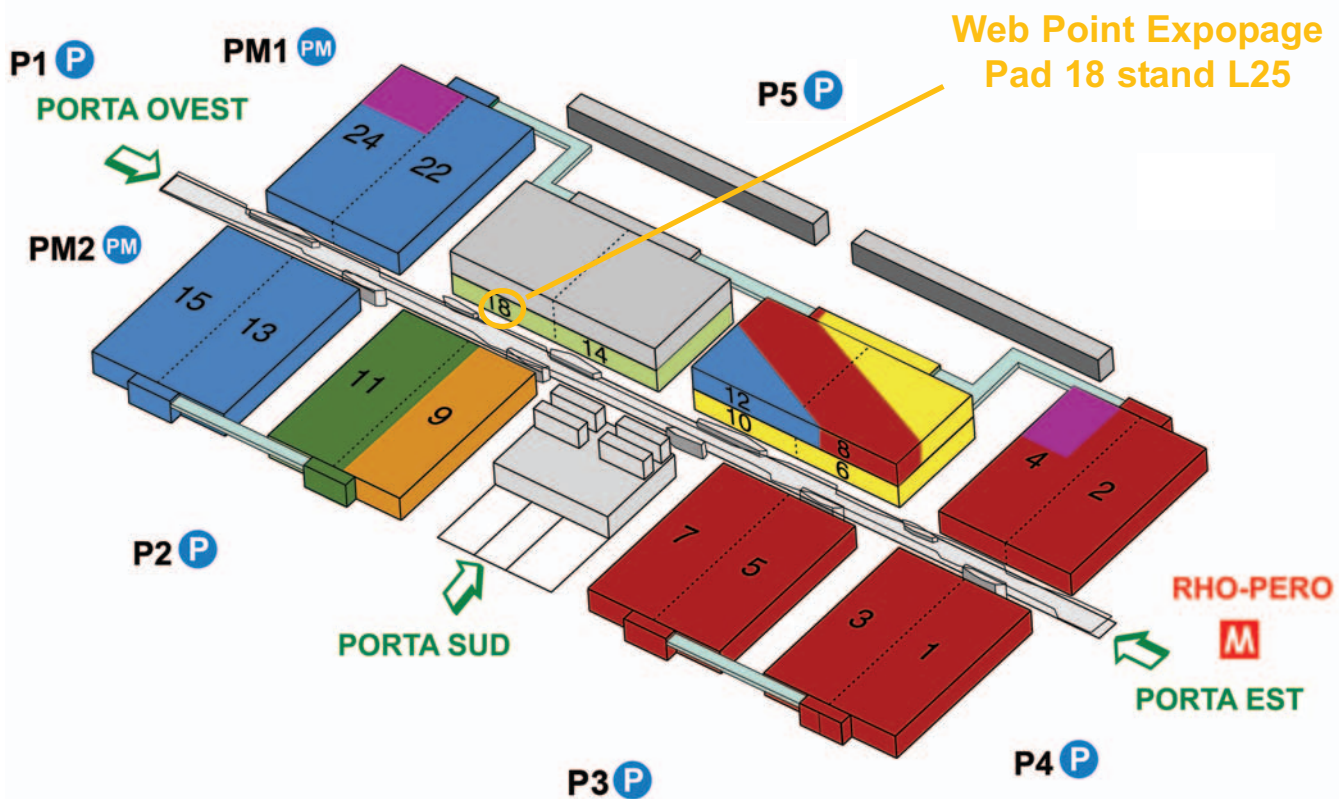 Web Point Expopage
Pad 18 stand L25
P1 P
PM1 PM
P5 P
PORTA OVEST
24
22
PM2 PM
15
13
18
14
11
9
12
10
8
6
4
2
P2 P
7
5
3
1
PORTA SUD
RHO-PERO
M
PORTA EST
P3 P
P4 P